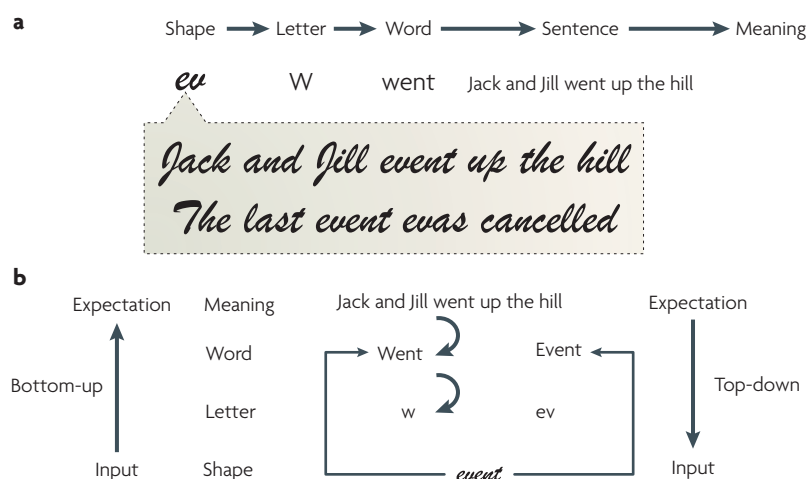 a
Shape Letter Word Sentence Meaning
ev W went Jack and Jill went up the hill
Jack and Jill event up the hill
The last event evas cancelled
b
Expectation Meaning Jack and Jill went up the hill Expectation
Word Went Event
Bottom-up Top-down
Letter w ev
Input Shape event Input